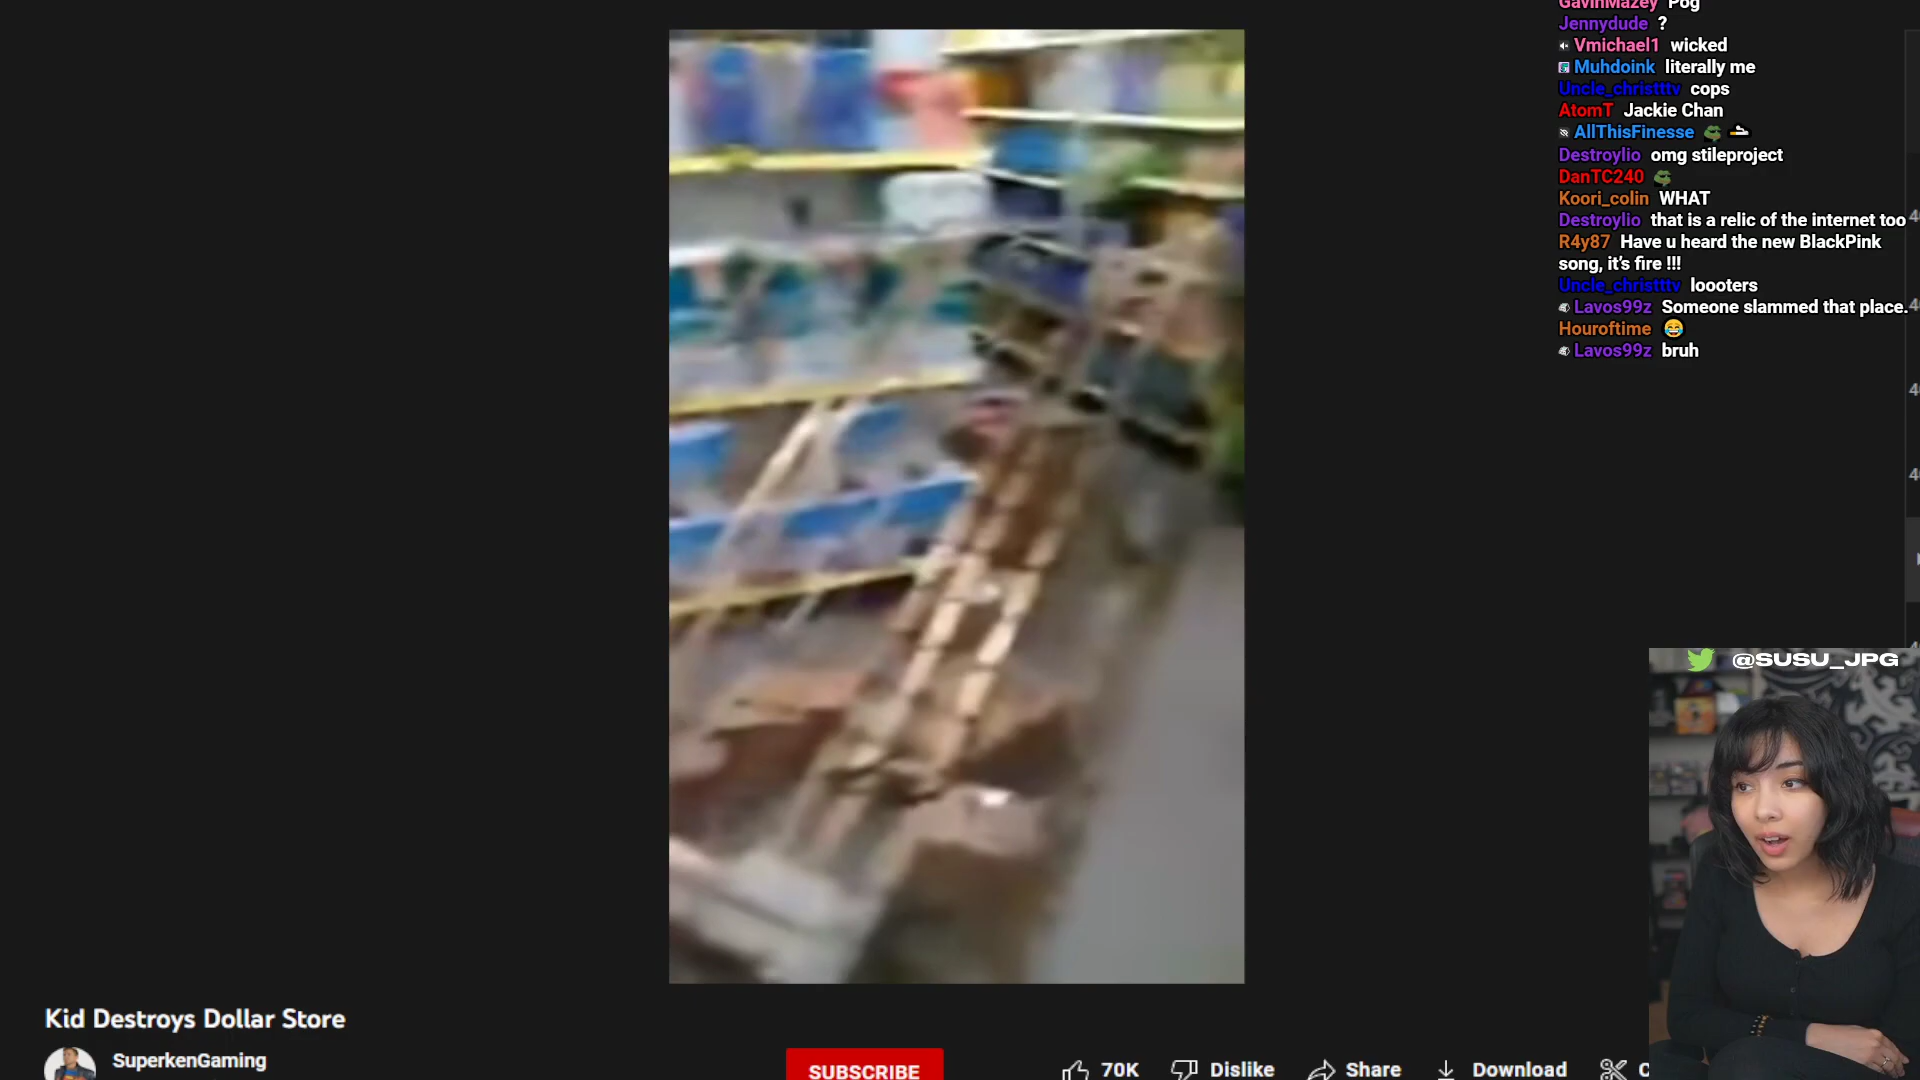 GavinMazey Pog
Jennydude ?
Vmichael1 wicked
Muhdoink literally me
Uncle_christttv cops
AtomT Jackie Chan
AllThisFinesse
Destroylio omg stileproject
DanTC240
Koori_colin WHAT
Destroylio that is a relic of the internet too
R4y87 Have u heard the new BlackPink
song, it's fire !!!
Uncle_christttv loooters
Lavos99z Someone slammed that place.
Houroftime 😂
Lavos99z bruh
@SUSU_JPG
Kid Destroys Dollar Store
SuperkenGaming
SUBSCRIBE
70K Dislike Share Download